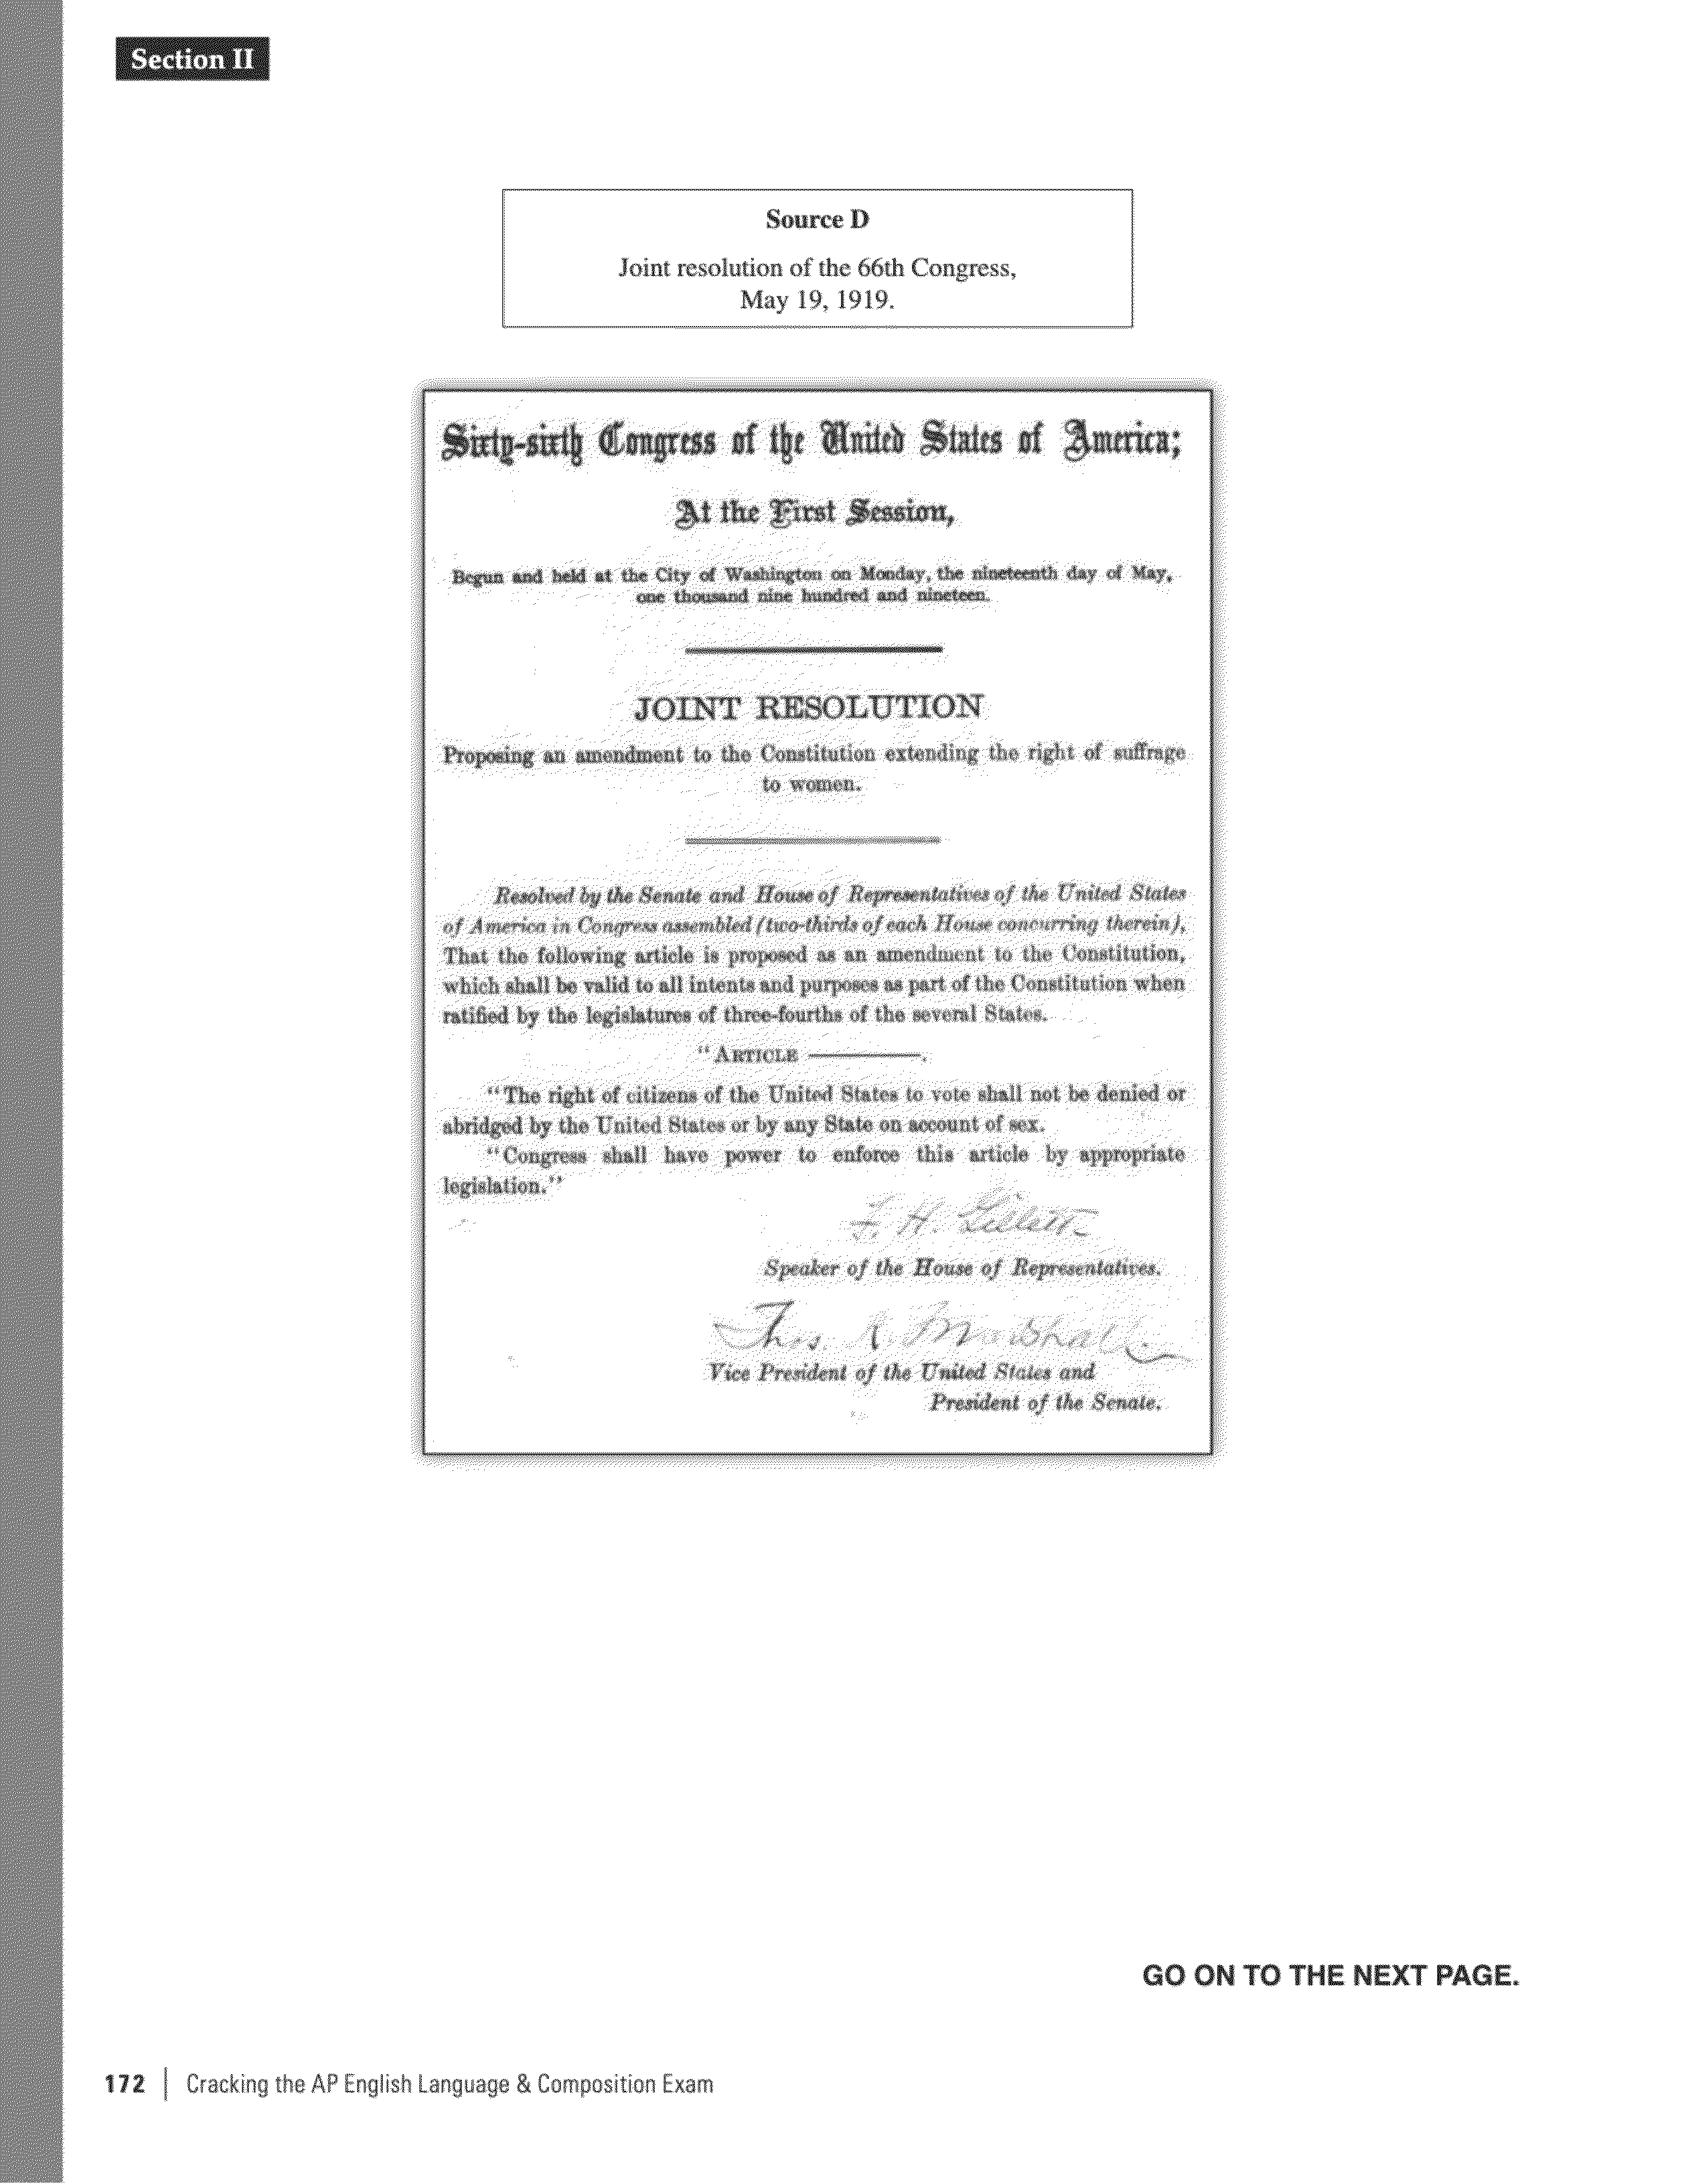 Section II
Source D
Joint resolution of the 66th Congress,
May 19, 1919.
Sixty-sixth Congress of the United States of America;
At the First Session,
Begun and held at the City of Washington on Monday, the nineteenth day of May,
one thousand nine hundred and nineteen.
JOINT RESOLUTION
Proposing an amendment to the Constitution extending the right of suffrage
to women.
Resolved by the Senate and House of Representatives of the United States
of America in Congress assembled (two-thirds of each House concurring therein),
That the following article is proposed as an amendment to the Constitution,
which shall be valid to all intents and purposes as part of the Constitution when
ratified by the legislatures of three-fourths of the several States.
"ARTICLE ————.
"The right of citizens of the United States to vote shall not be denied or
abridged by the United States or by any State on account of sex.
"Congress shall have power to enforce this article by appropriate
legislation."
F. H. Gillett
Speaker of the House of Representatives.
Thos. R. Marshall
Vice President of the United States and
President of the Senate.
GO ON TO THE NEXT PAGE.
172 | Cracking the AP English Language & Composition Exam